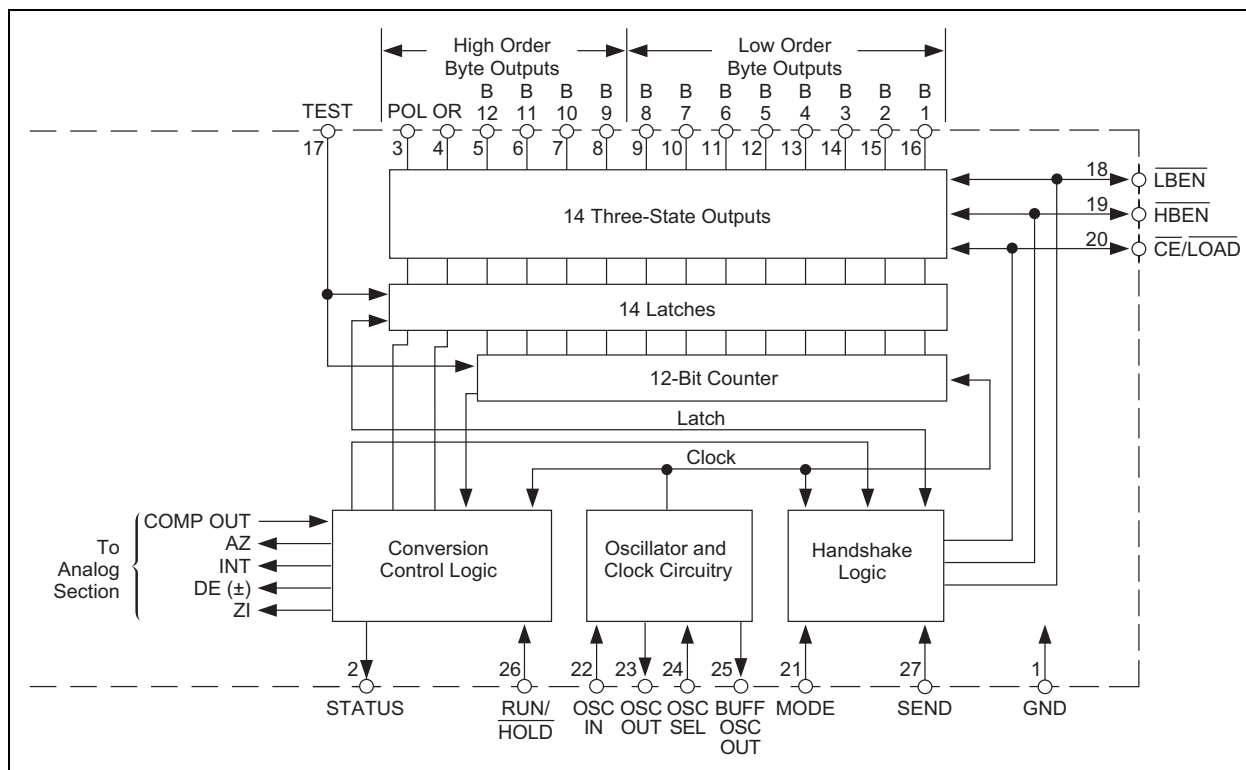 High Order
Byte Outputs
Low Order
Byte Outputs
TEST
POL OR
B
12
B
11
B
10
B
9
B
8
B
7
B
6
B
5
B
4
B
3
B
2
B
1
17
3
4
5
6
7
8
9
10
11
12
13
14
15
16
14 Three-State Outputs
18
LBEN
19
HBEN
20
CE/LOAD
14 Latches
12-Bit Counter
Latch
Clock
To
Analog
Section
COMP OUT
AZ
INT
DE (±)
ZI
Conversion
Control Logic
Oscillator and
Clock Circuitry
Handshake
Logic
2
26
22
23
24
25
21
27
1
STATUS
RUN/
HOLD
OSC
IN
OSC
OUT
OSC
SEL
BUFF
OSC
OUT
MODE
SEND
GND